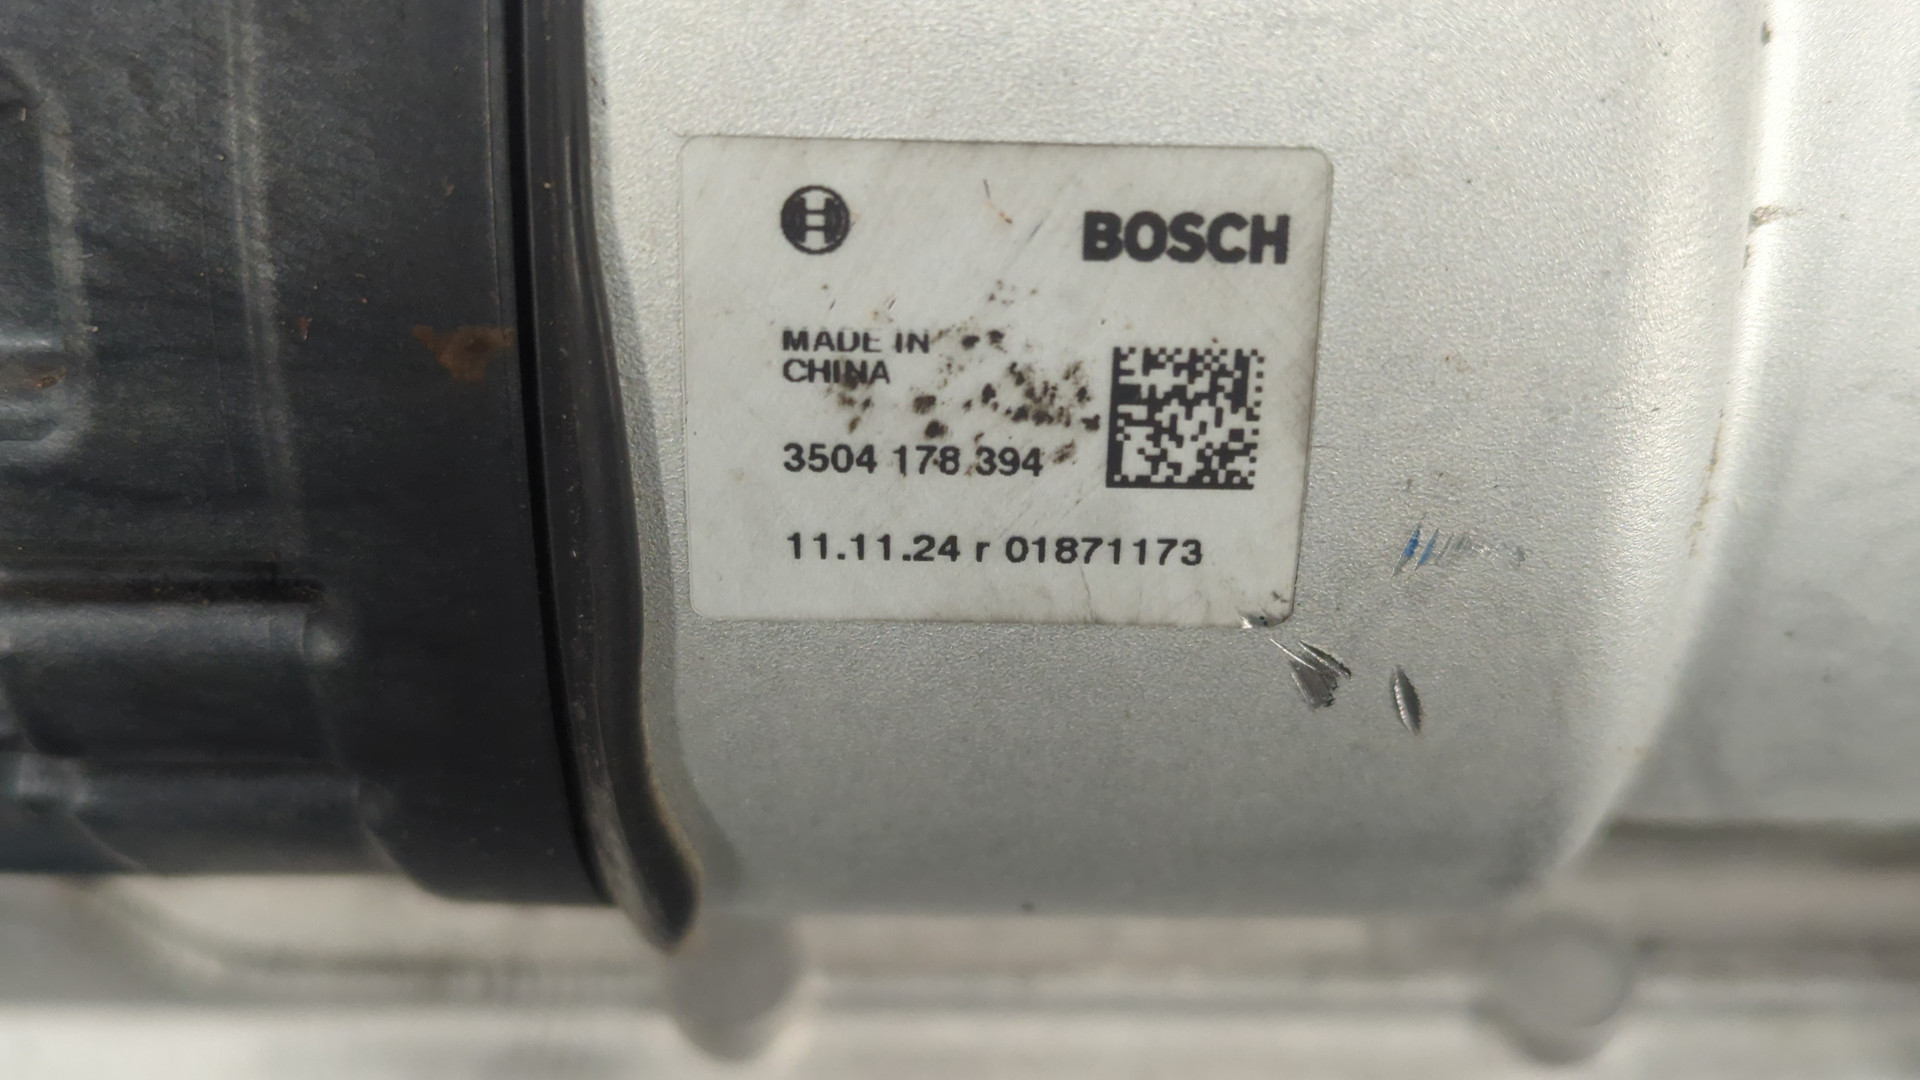 BOSCH
MADE IN
CHINA
3504 178 394
11.11.24 r 01871173